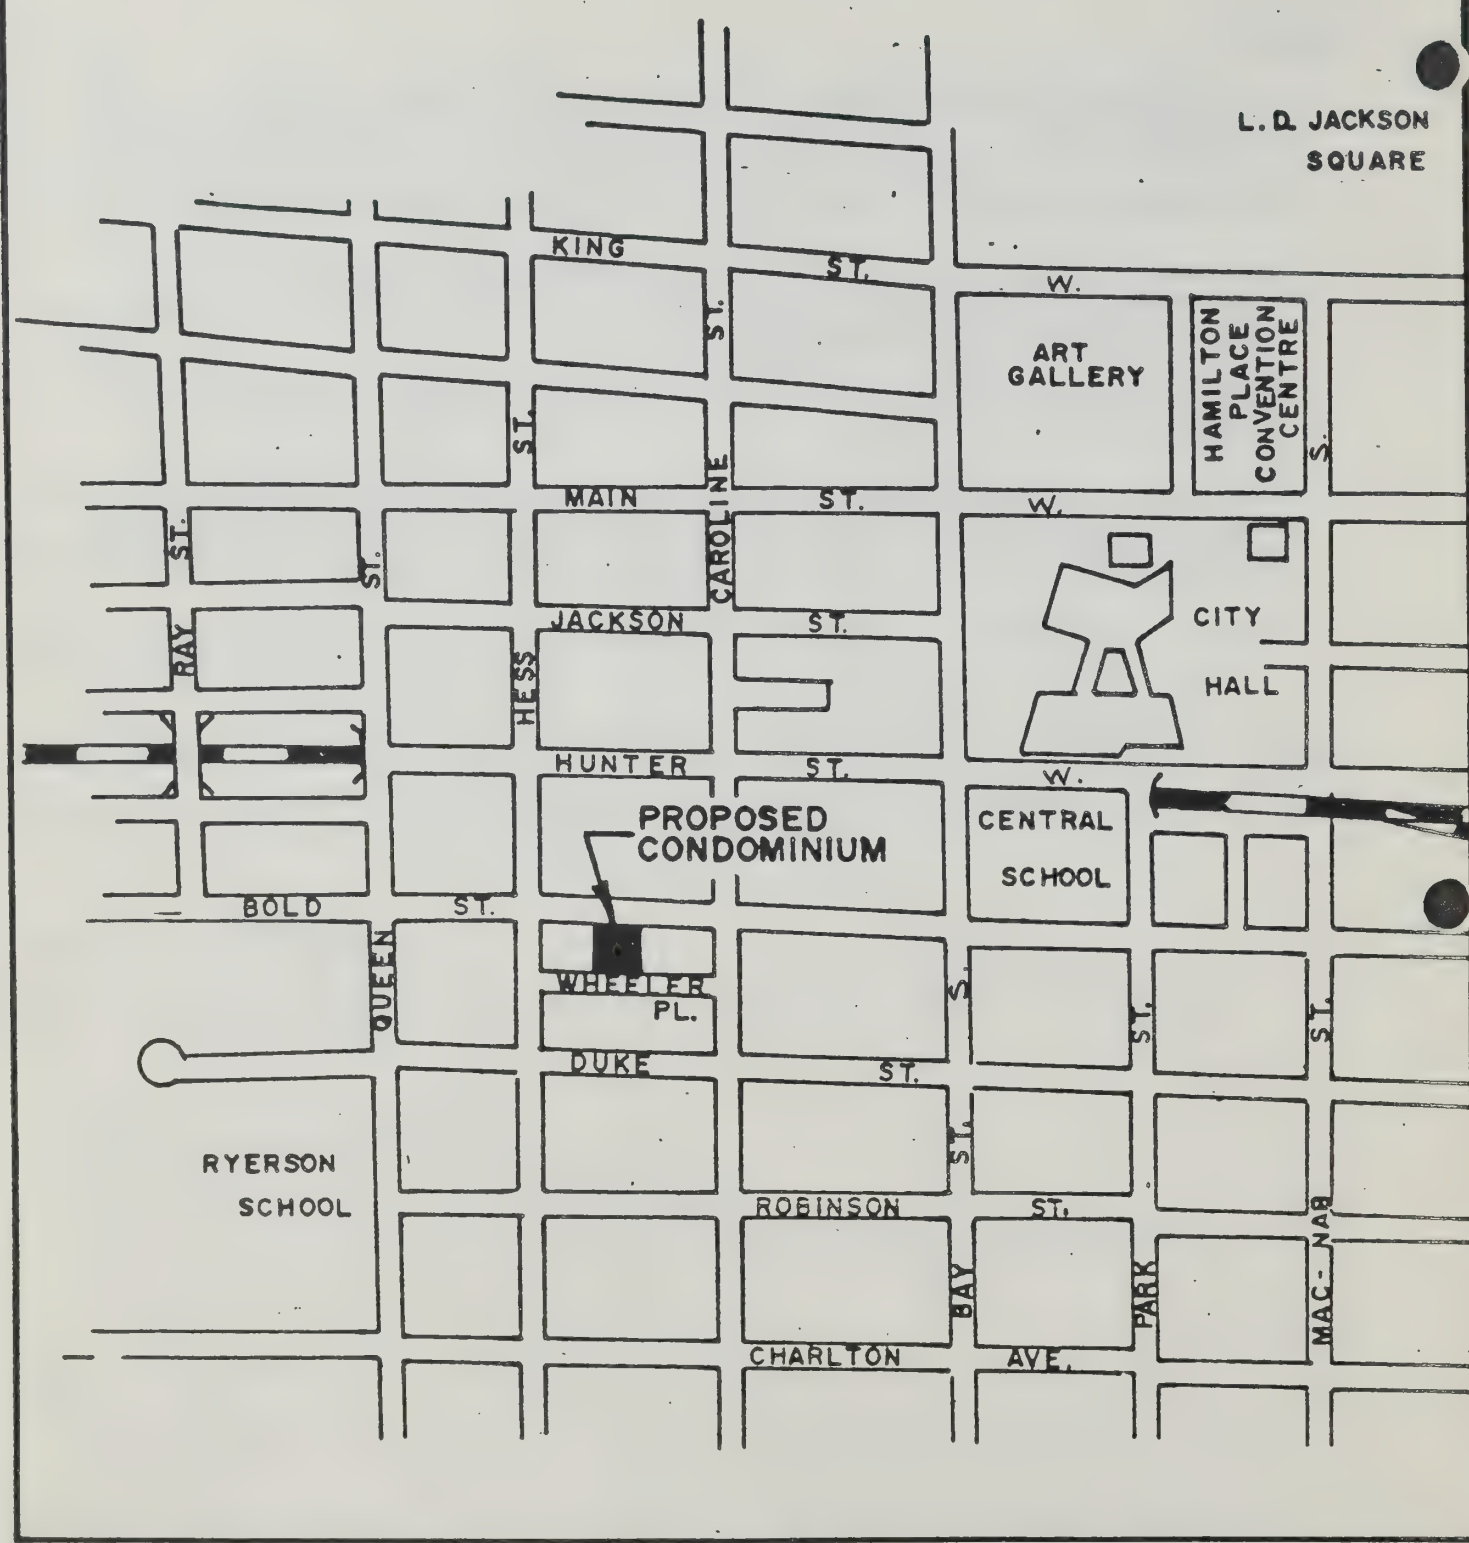 L. D. JACKSON
SQUARE
KING ST. W.
ST.
ART
GALLERY
HAMILTON
PLACE
CONVENTION
CENTRE
S.
ST.
MAIN ST. W.
CAROLINE
ST.
ST.
CITY
HALL
JACKSON ST.
RAY
HESS
HUNTER ST. W.
PROPOSED
CONDOMINIUM
CENTRAL
SCHOOL
BOLD ST.
QUEEN
WHEELER
PL.
S.
ST.
ST.
DUKE ST.
ST.
RYERSON
SCHOOL
ROBINSON ST.
BAY
PARK
MAC-NAB
CHARLTON AVE.